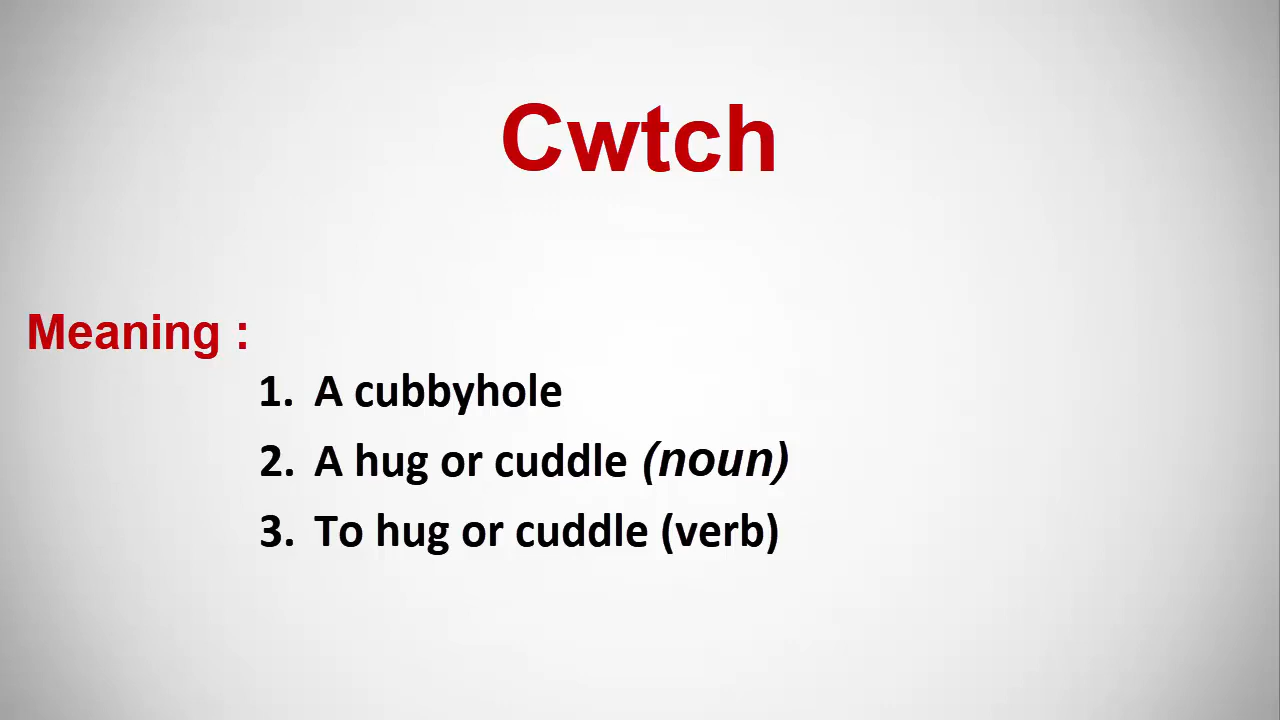 Cwtch
Meaning :
1. A cubbyhole
2. A hug or cuddle (noun)
3. To hug or cuddle (verb)